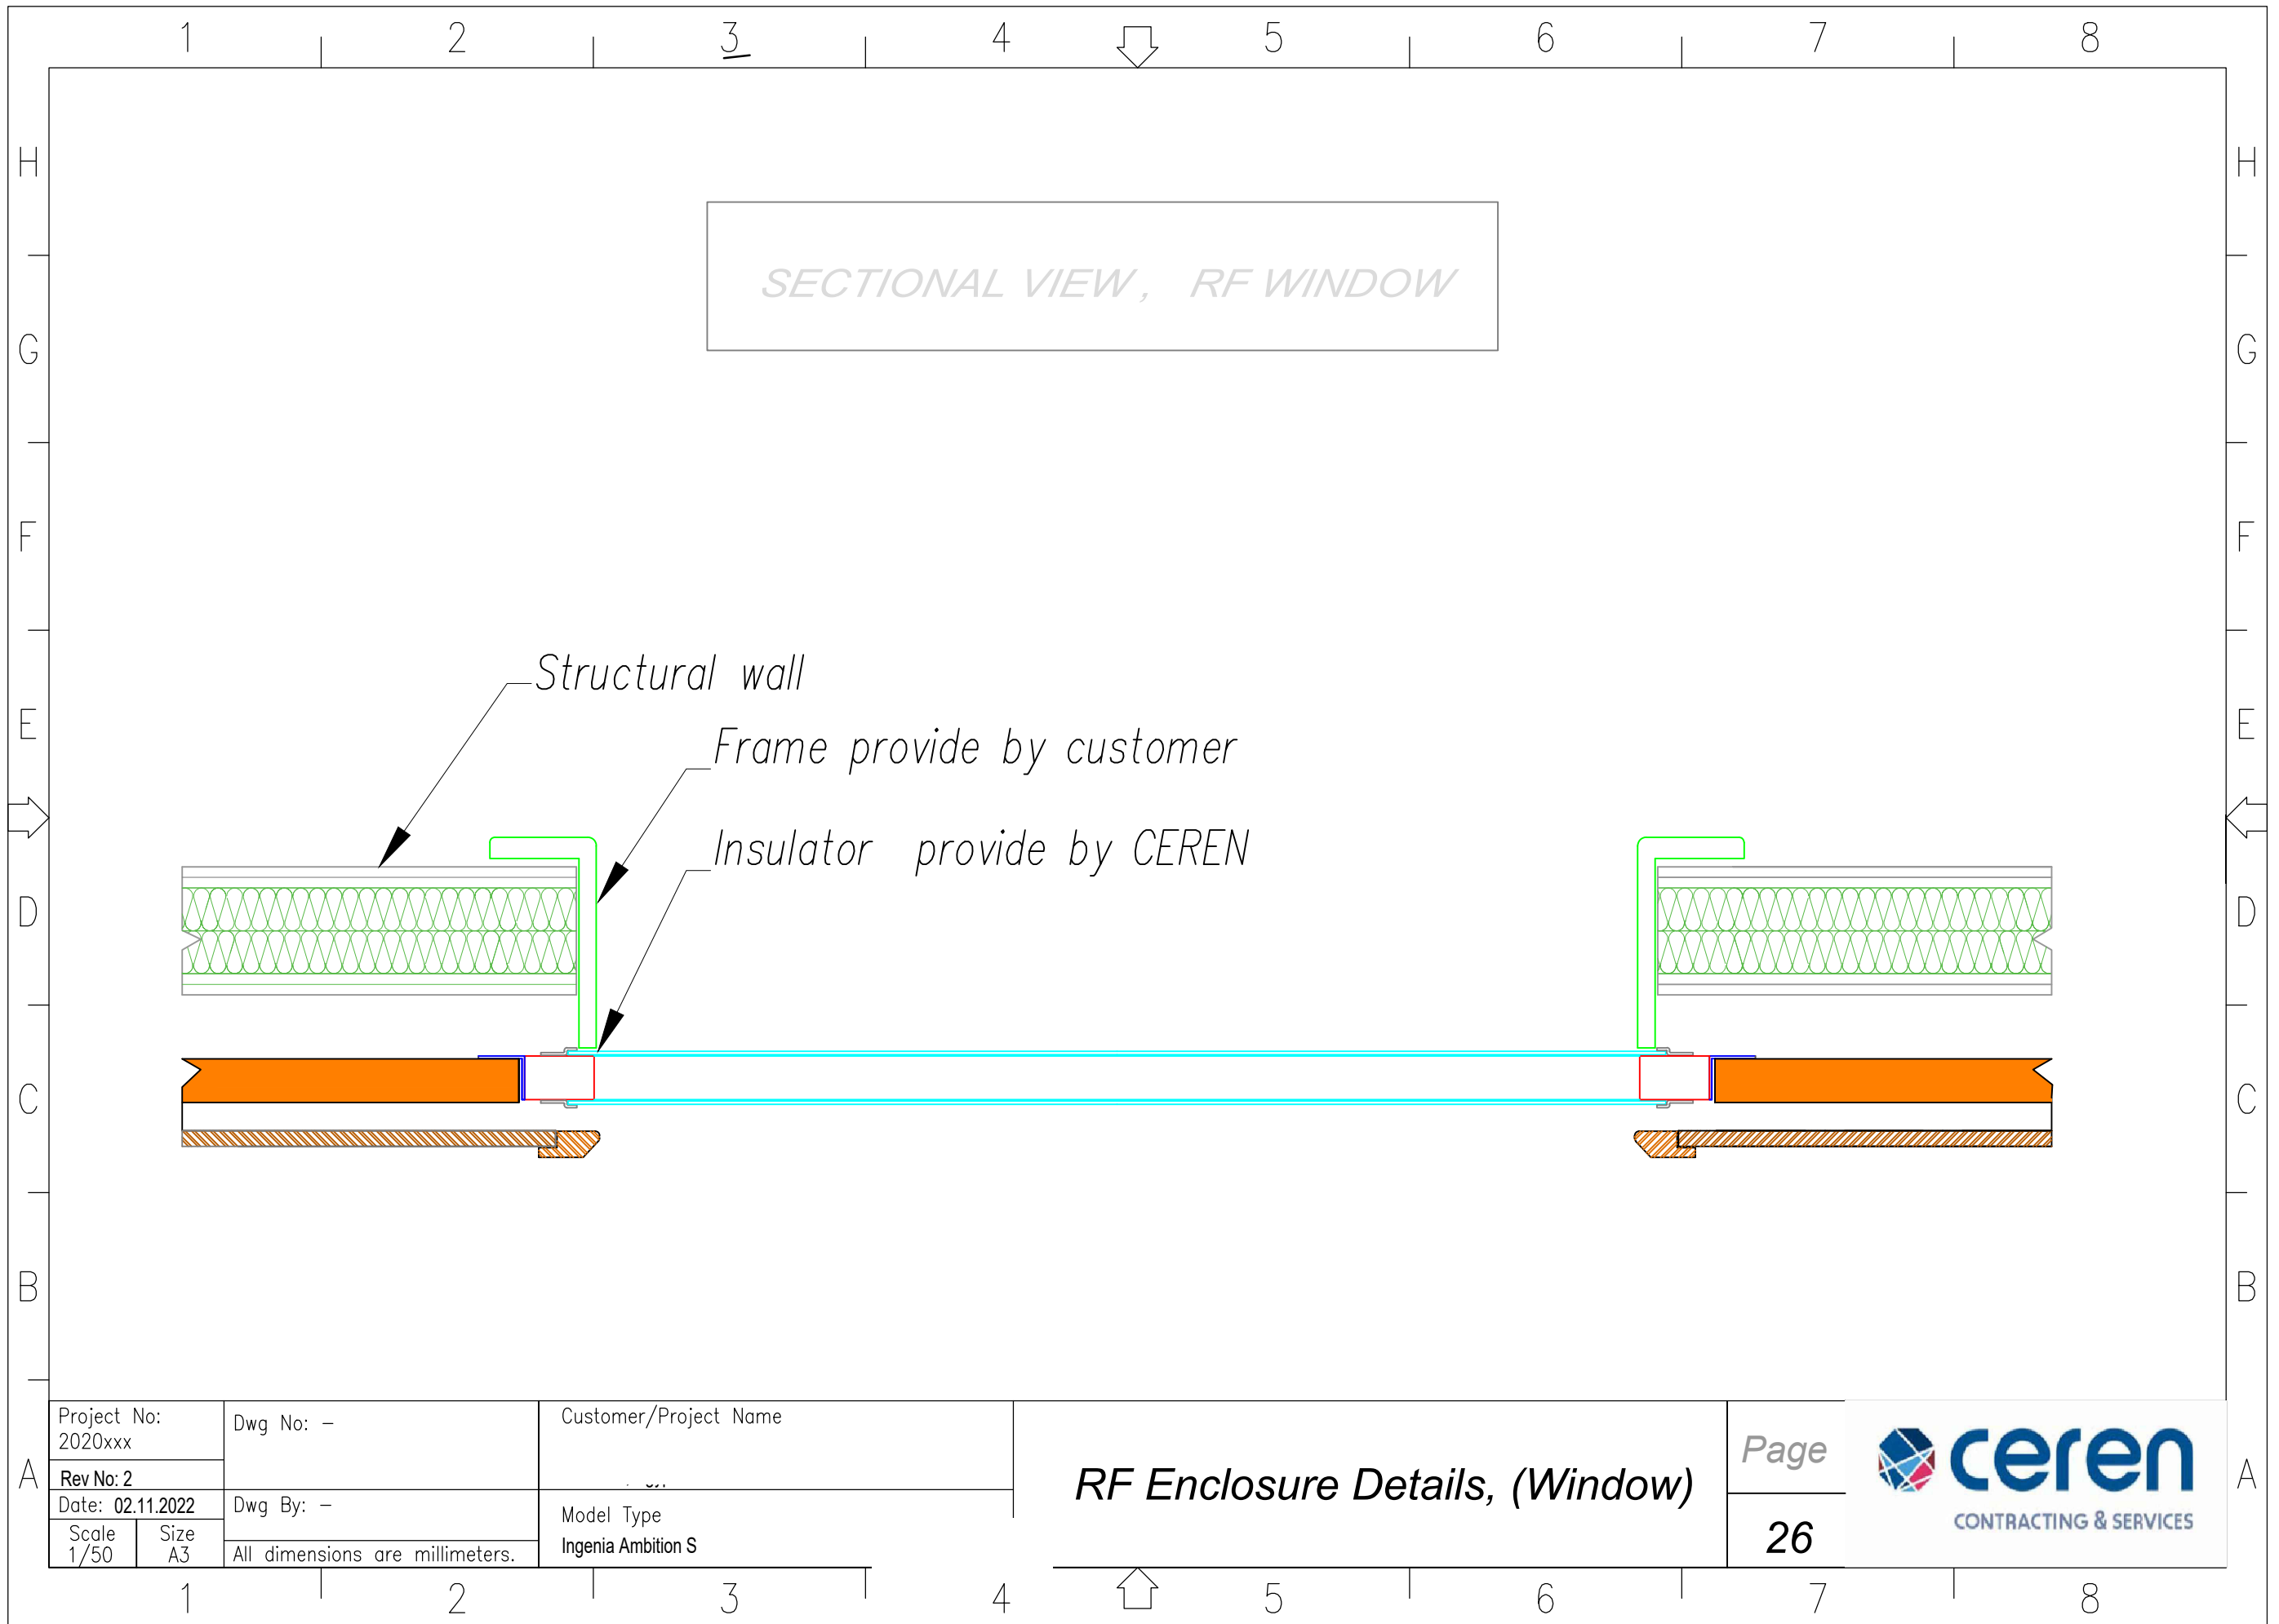 1 2 3 4 5 6 7 8
H H
SECTIONAL VIEW, RF WINDOW
G G
F F
Structural wall
E E
Frame provide by customer
Insulator provide by CEREN
D D
C C
B B
A A
Project No:
2020xxx
Rev No: 2
Date: 02.11.2022
Scale
1/50
Size
A3
Dwg No: –
Dwg By: –
All dimensions are millimeters.
Customer/Project Name
Model Type
Ingenia Ambition S
RF Enclosure Details, (Window)
Page
26
ceren
CONTRACTING & SERVICES
1 2 3 4 5 6 7 8